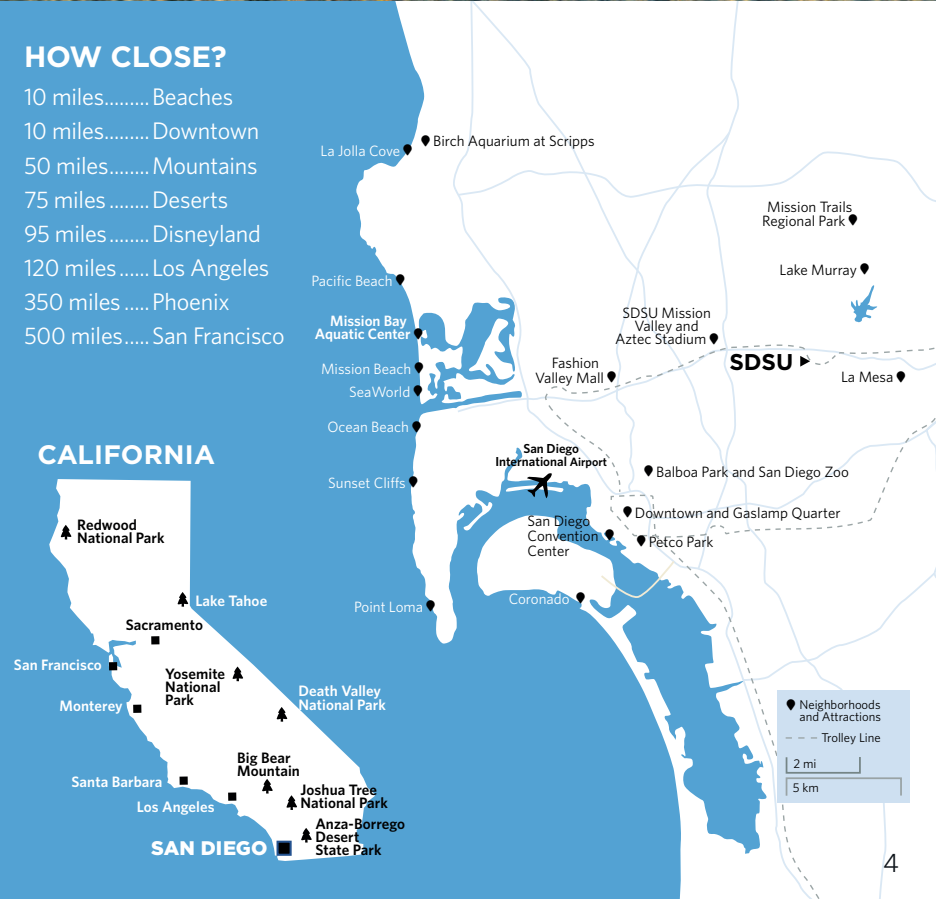 HOW CLOSE?
10 miles.........Beaches
10 miles.........Downtown
50 miles........Mountains
75 miles ........Deserts
95 miles ........Disneyland
120 miles ......Los Angeles
350 miles .....Phoenix
500 miles.....San Francisco
Birch Aquarium at Scripps
La Jolla Cove
Mission Trails
Regional Park
Lake Murray
Pacific Beach
Mission Bay
Aquatic Center
SDSU Mission
Valley and
Aztec Stadium
SDSU
Mission Beach
Fashion
Valley Mall
La Mesa
SeaWorld
Ocean Beach
San Diego
International Airport
Balboa Park and San Diego Zoo
Sunset Cliffs
Downtown and Gaslamp Quarter
San Diego
Convention
Center
Petco Park
Point Loma
Coronado
CALIFORNIA
Redwood
National Park
Lake Tahoe
Sacramento
San Francisco
Yosemite
National
Park
Monterey
Death Valley
National Park
Big Bear
Mountain
Santa Barbara
Joshua Tree
National Park
Los Angeles
Anza-Borrego
Desert
State Park
SAN DIEGO
Neighborhoods
and Attractions
Trolley Line
2 mi
5 km
4